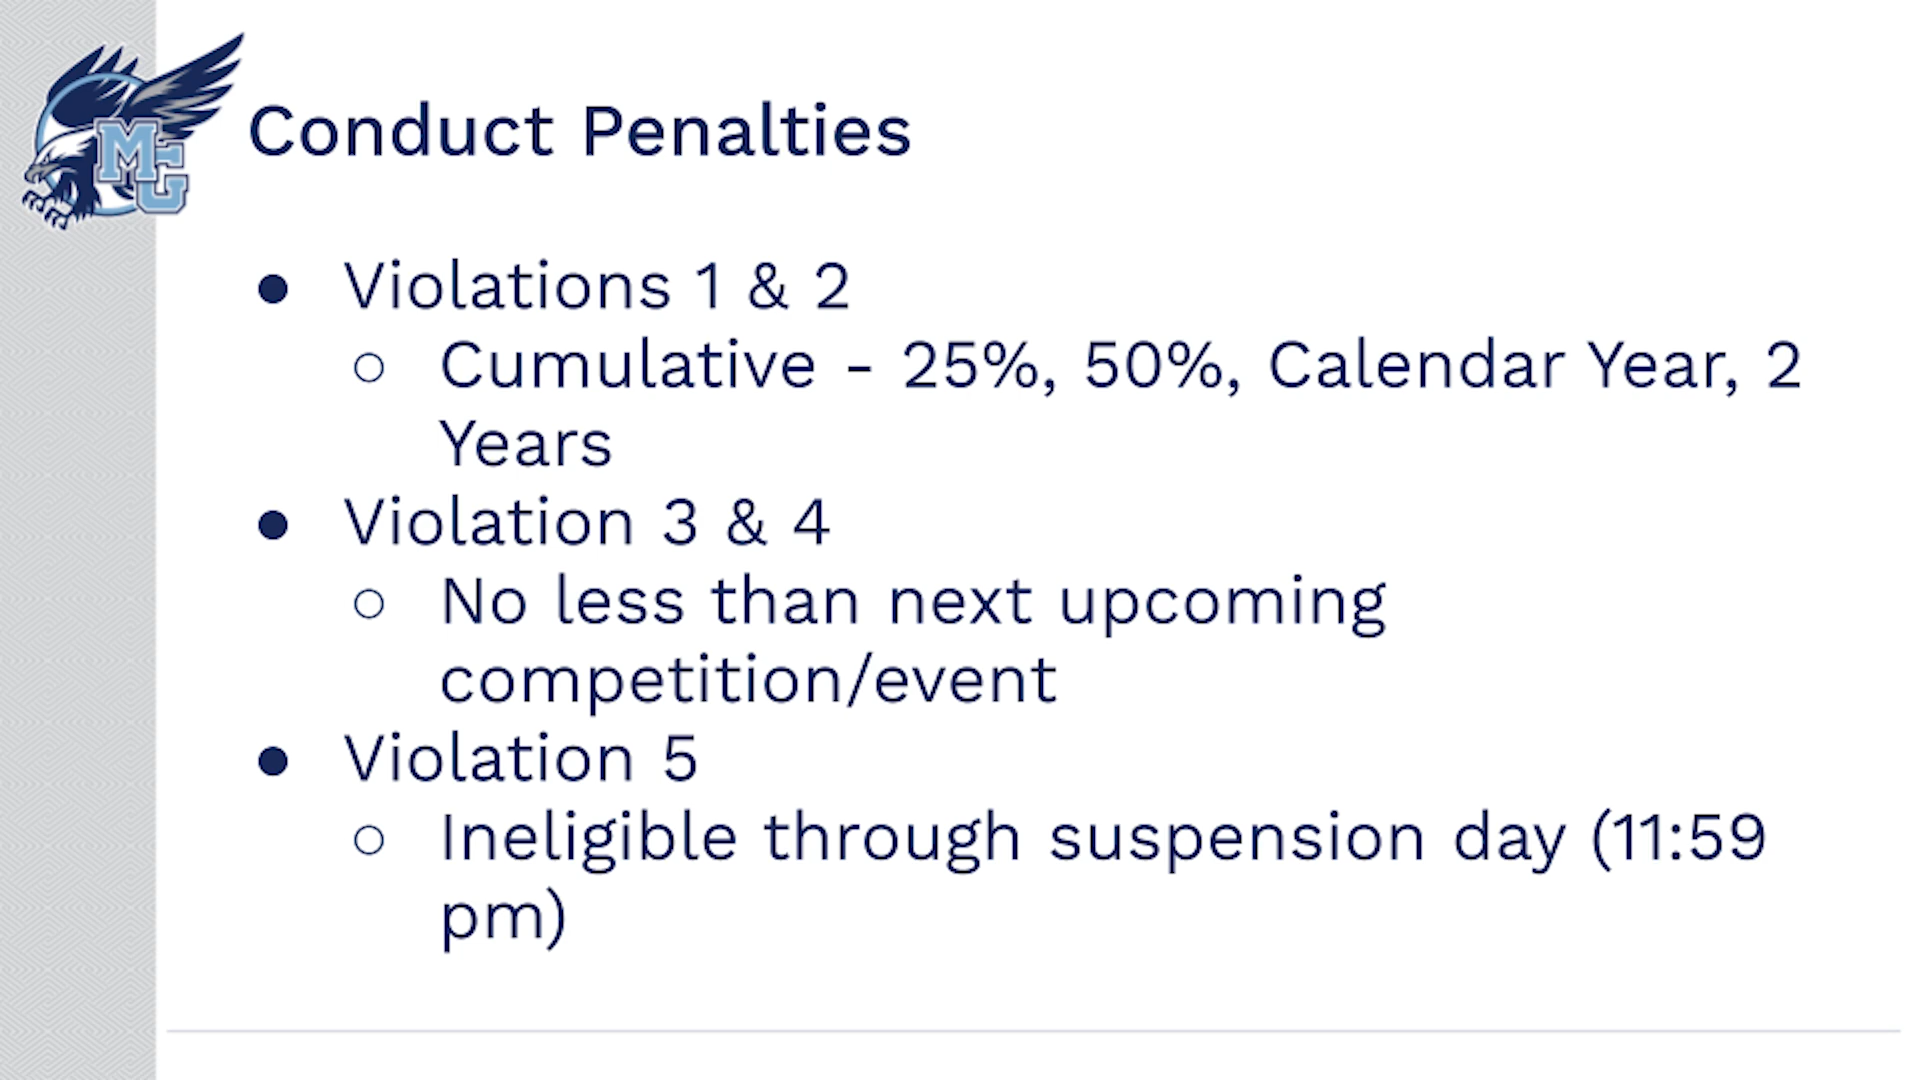 MG
Conduct Penalties
● Violations 1 & 2
○ Cumulative - 25%, 50%, Calendar Year, 2
Years
● Violation 3 & 4
○ No less than next upcoming
competition/event
● Violation 5
○ Ineligible through suspension day (11:59
pm)